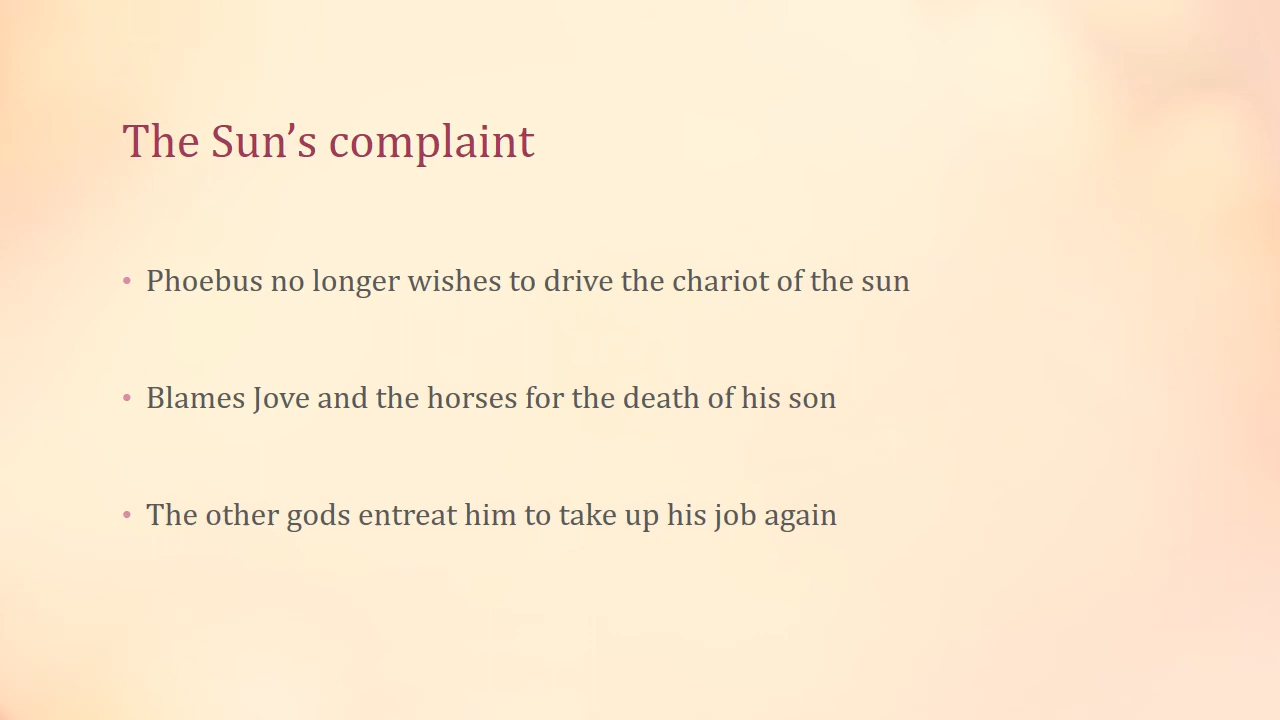 The Sun’s complaint
• Phoebus no longer wishes to drive the chariot of the sun
• Blames Jove and the horses for the death of his son
• The other gods entreat him to take up his job again